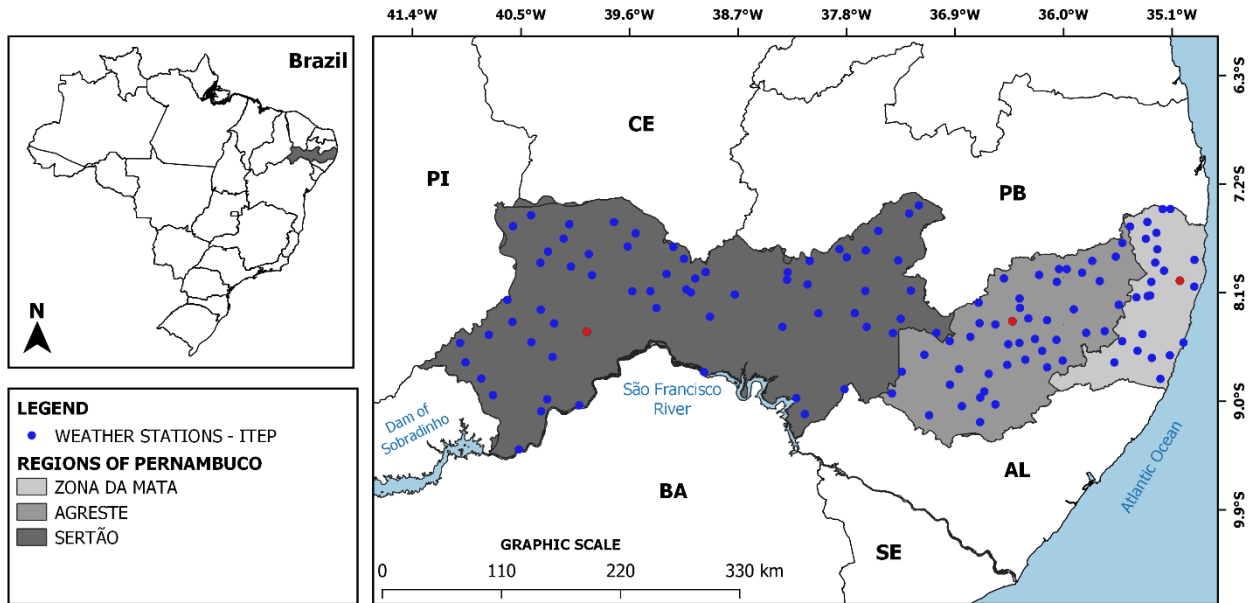 41.4°W 40.5°W 39.6°W 38.7°W 37.8°W 36.9°W 36.0°W 35.1°W
Brazil
N
LEGEND
WEATHER STATIONS - ITEP
REGIONS OF PERNAMBUCO
ZONA DA MATA
AGRESTE
SERTÃO
CE
PI
PB
São Francisco
River
Dam of
Sobradinho
BA
AL
SE
Atlantic Ocean
GRAPHIC SCALE
0 110 220 330 km
6.3°S
7.2°S
8.1°S
9.0°S
9.9°S